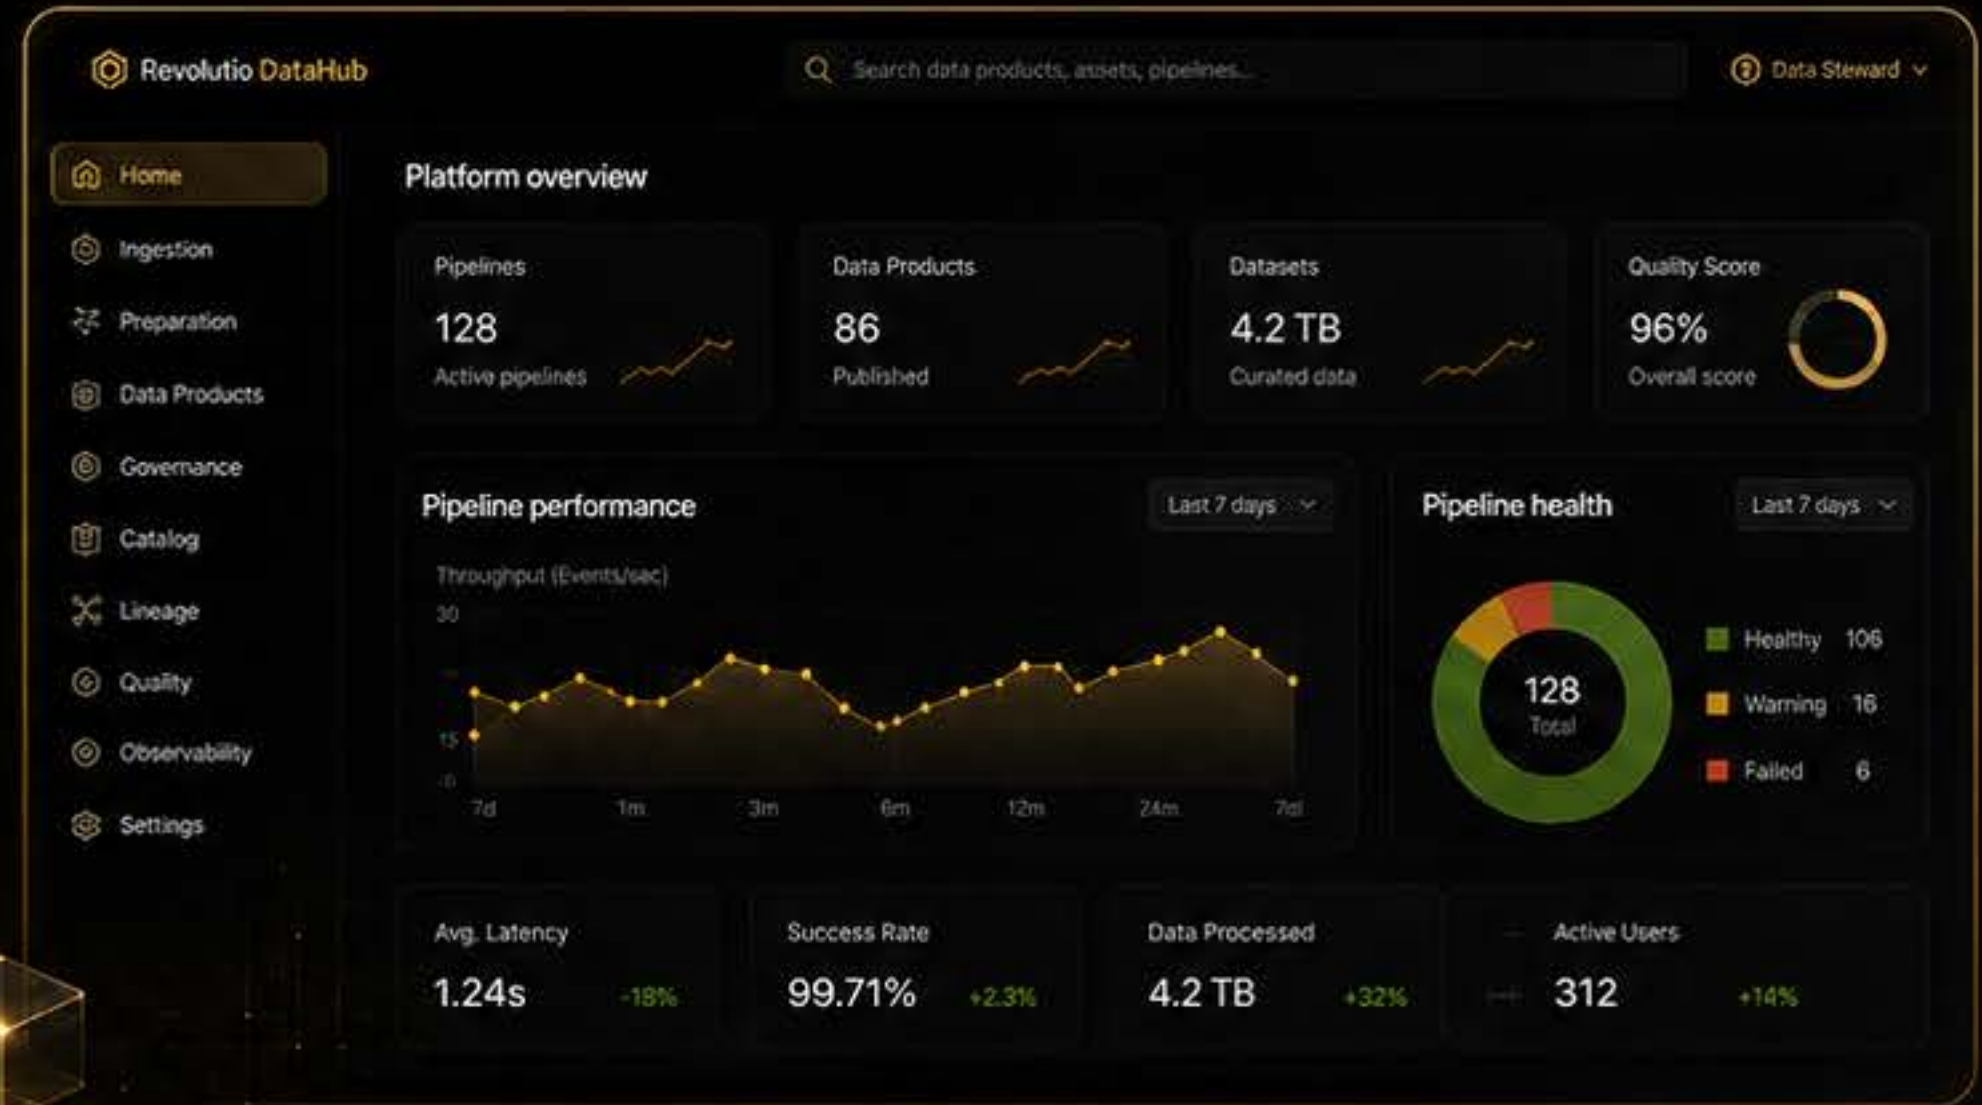 Revolutio DataHub
Search data products, assets, pipelines...
Data Steward
Home
Ingestion
Preparation
Data Products
Governance
Catalog
Lineage
Quality
Observability
Settings
Platform overview
Pipelines
128
Active pipelines
Data Products
86
Published
Datasets
4.2 TB
Curated data
Quality Score
96%
Overall score
Pipeline performance
Last 7 days
Throughput (Events/sec)
30
15
7d 1m 3m 6m 12m 24m
Pipeline health
Last 7 days
128
Total
Healthy 106
Warning 16
Failed 6
Avg. Latency
1.24s -18%
Success Rate
99.71% +2.3%
Data Processed
4.2 TB +32%
Active Users
312 +14%